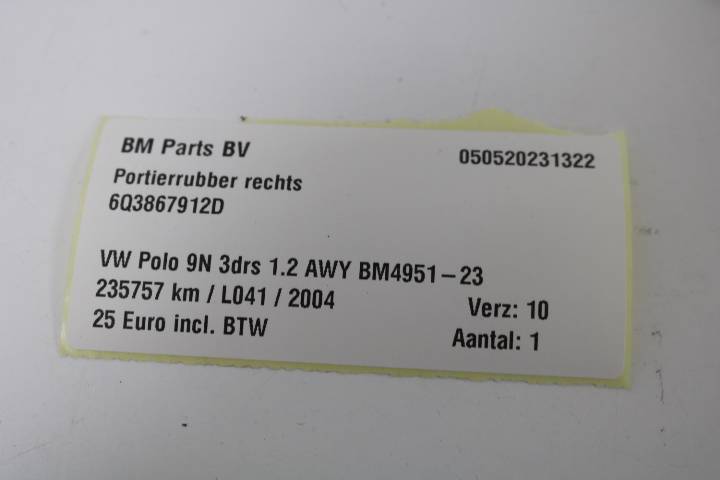 BM Parts BV 050520231322
Portierrubber rechts
6Q3867912D
VW Polo 9N 3drs 1.2 AWY BM4951-23
235757 km / L041 / 2004 Verz: 10
25 Euro incl. BTW Aantal: 1